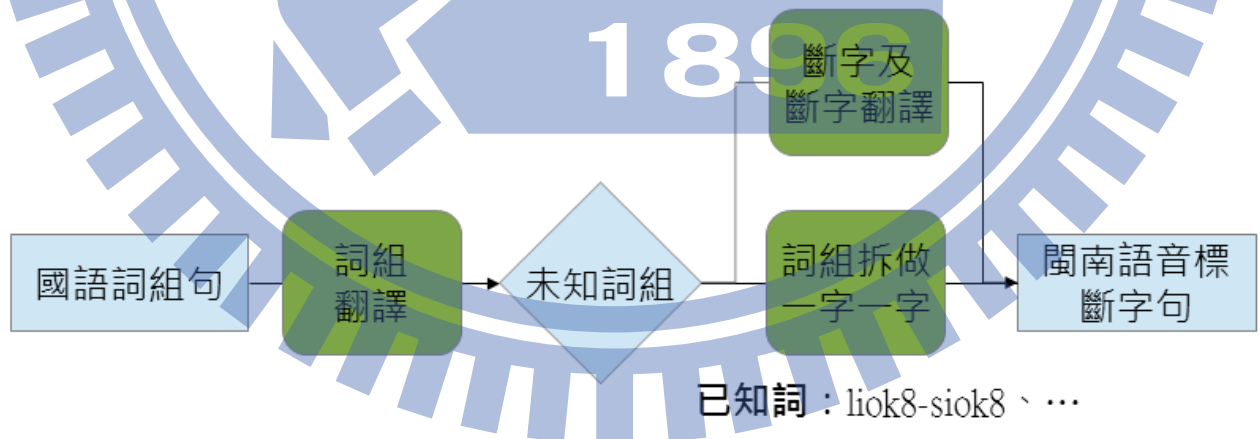 1896
斷字及
斷字翻譯
國語詞組句
詞組
翻譯
未知詞組
詞組拆做
一字一字
閩南語音標
斷字句
已知詞：liok8-siok8、…